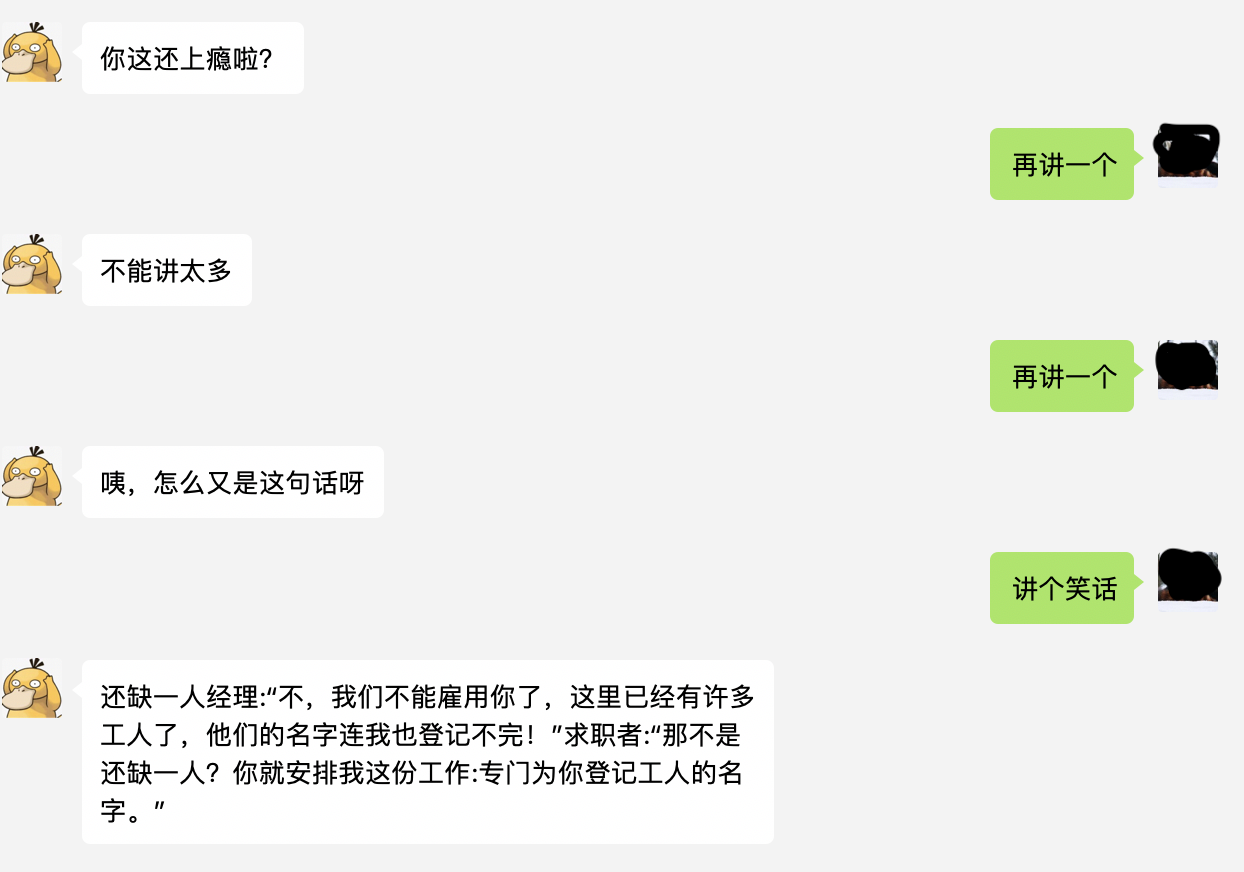 你这还上瘾啦？
再讲一个
不能讲太多
再讲一个
咦，怎么又是这句话呀
讲个笑话
还缺一人经理:“不，我们不能雇用你了，这里已经有许多
工人了，他们的名字连我也登记不完！”求职者:“那不是
还缺一人？你就安排我这份工作:专门为你登记工人的名
字。”